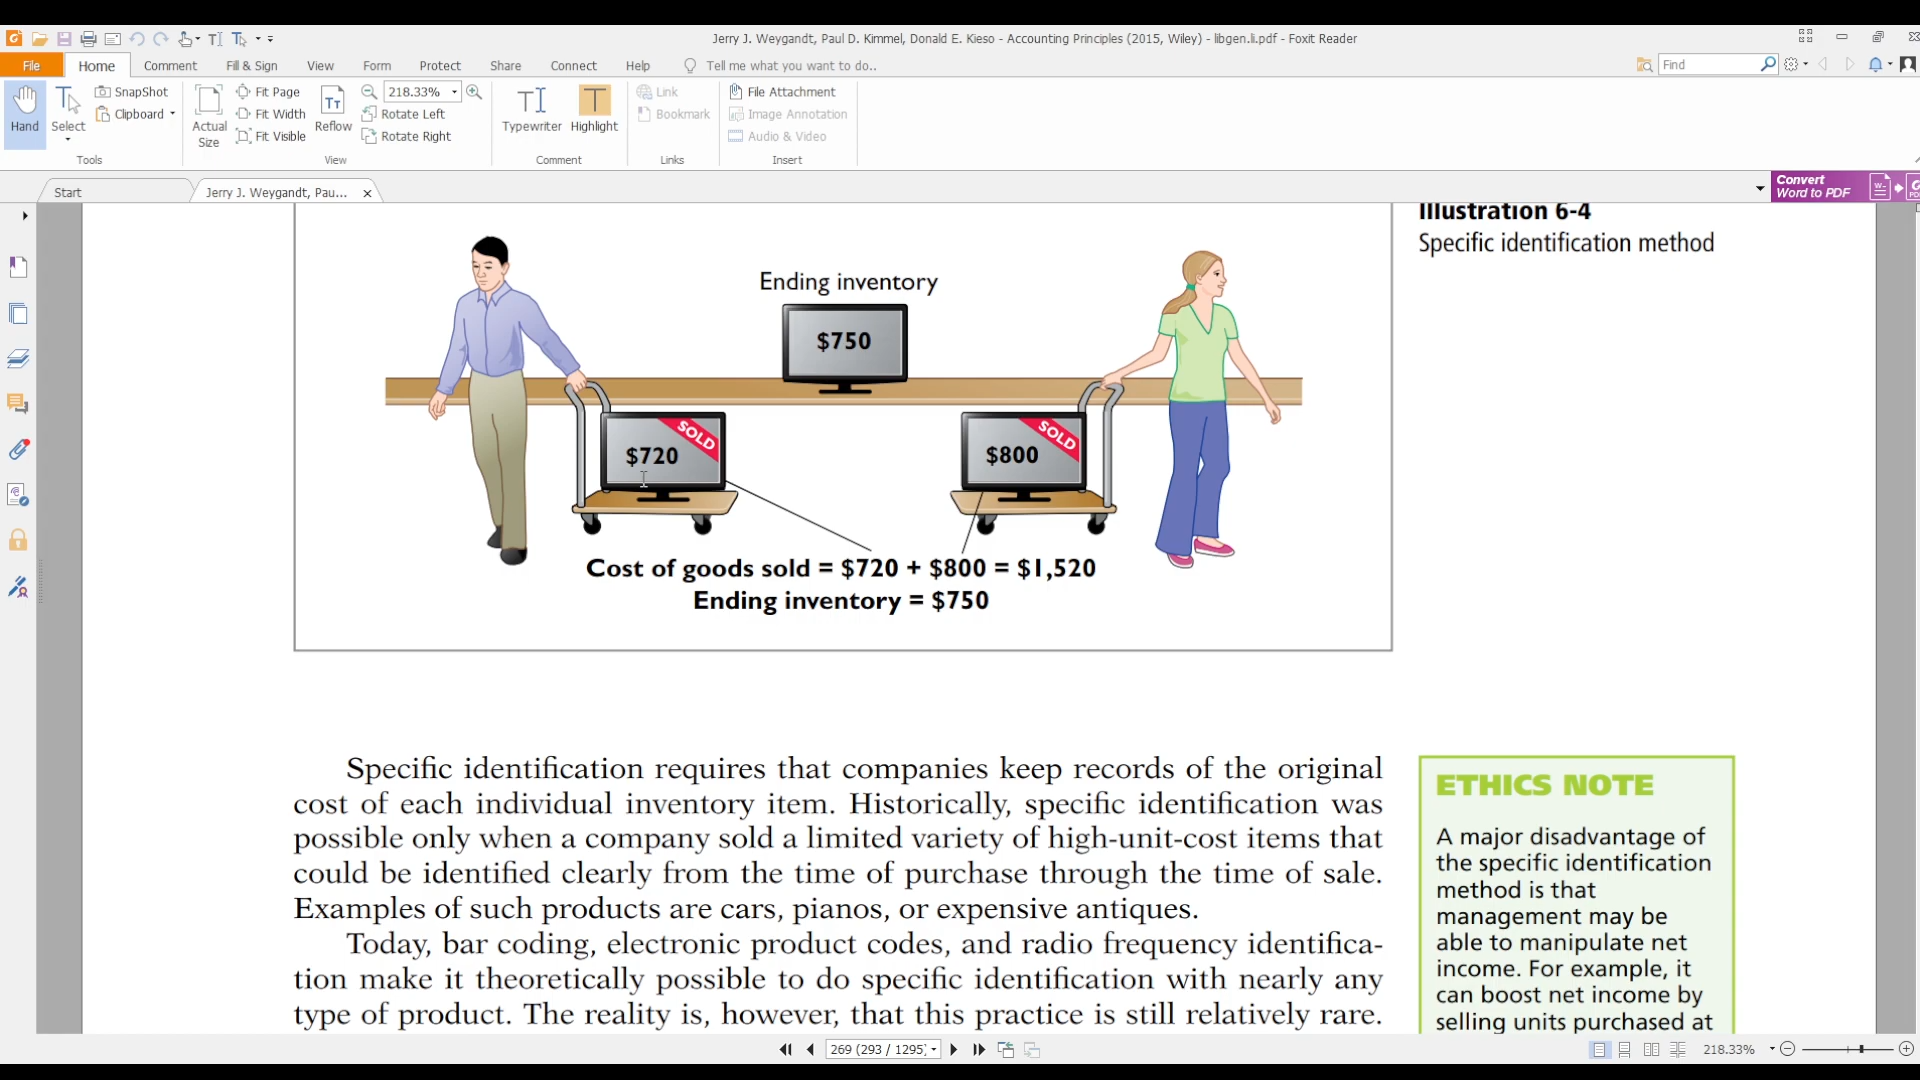 Jerry J. Weygandt, Paul D. Kimmel, Donald E. Kieso - Accounting Principles (2015, Wiley) - libgen.li.pdf - Foxit Reader
File Home Comment Fill & Sign View Form Protect Share Connect Help Tell me what you want to do.. Find
Hand Select SnapShot Clipboard
Tools
Actual Size Fit Page Fit Width Fit Visible Reflow 218.33% Rotate Left Rotate Right
View
Typewriter Highlight
Comment
Link Bookmark
Links
File Attachment Image Annotation Audio & Video
Insert
Start Jerry J. Weygandt, Pau...
Convert
Word to PDF
Illustration 6-4
Specific identification method
Ending inventory
$750
SOLD
$720
SOLD
$800
Cost of goods sold = $720 + $800 = $1,520
Ending inventory = $750
Specific identification requires that companies keep records of the original
cost of each individual inventory item. Historically, specific identification was
possible only when a company sold a limited variety of high-unit-cost items that
could be identified clearly from the time of purchase through the time of sale.
Examples of such products are cars, pianos, or expensive antiques.
Today, bar coding, electronic product codes, and radio frequency identifica-
tion make it theoretically possible to do specific identification with nearly any
type of product. The reality is, however, that this practice is still relatively rare.
ETHICS NOTE
A major disadvantage of
the specific identification
method is that
management may be
able to manipulate net
income. For example, it
can boost net income by
selling units purchased at
269 (293 / 1295)
218.33%